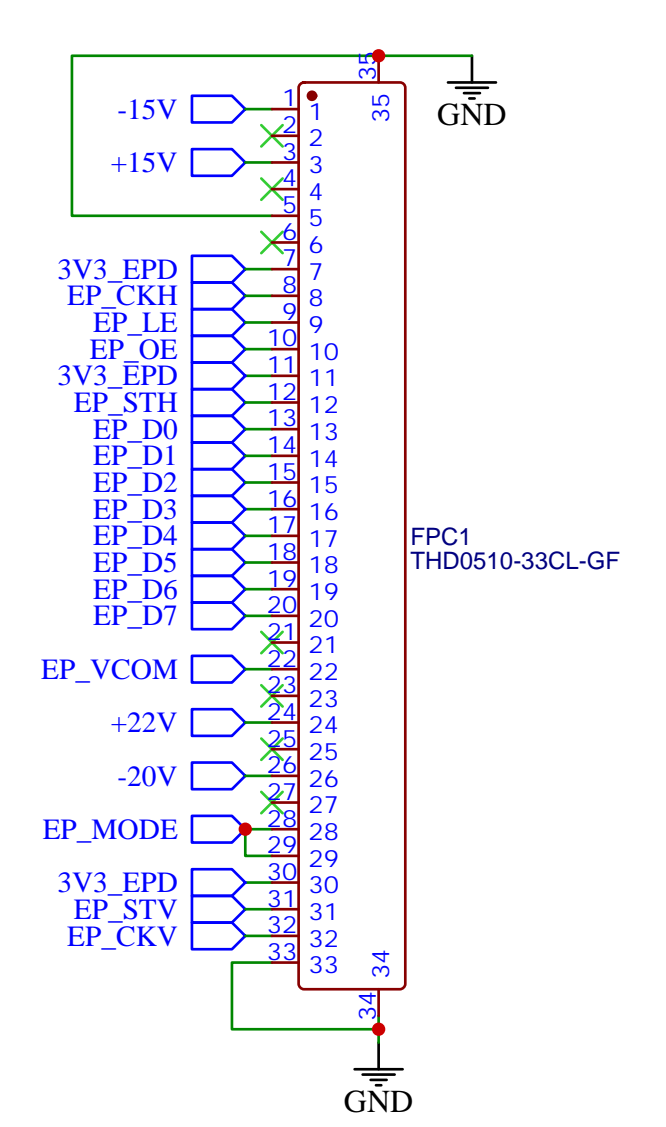 35
35
GND
-15V 1 1
2 2
+15V 3 3
4 4
5 5
6 6
3V3_EPD 7 7
EP_CKH 8 8
EP_LE 9 9
EP_OE 10 10
3V3_EPD 11 11
EP_STH 12 12
EP_D0 13 13
EP_D1 14 14
EP_D2 15 15
EP_D3 16 16
EP_D4 17 17
FPC1
THD0510-33CL-GF
EP_D5 18 18
EP_D6 19 19
EP_D7 20 20
21 21
EP_VCOM 22 22
23 23
+22V 24 24
25 25
-20V 26 26
27 27
EP_MODE 28 28
29 29
3V3_EPD 30 30
EP_STV 31 31
EP_CKV 32 32
33 33
34
34
GND